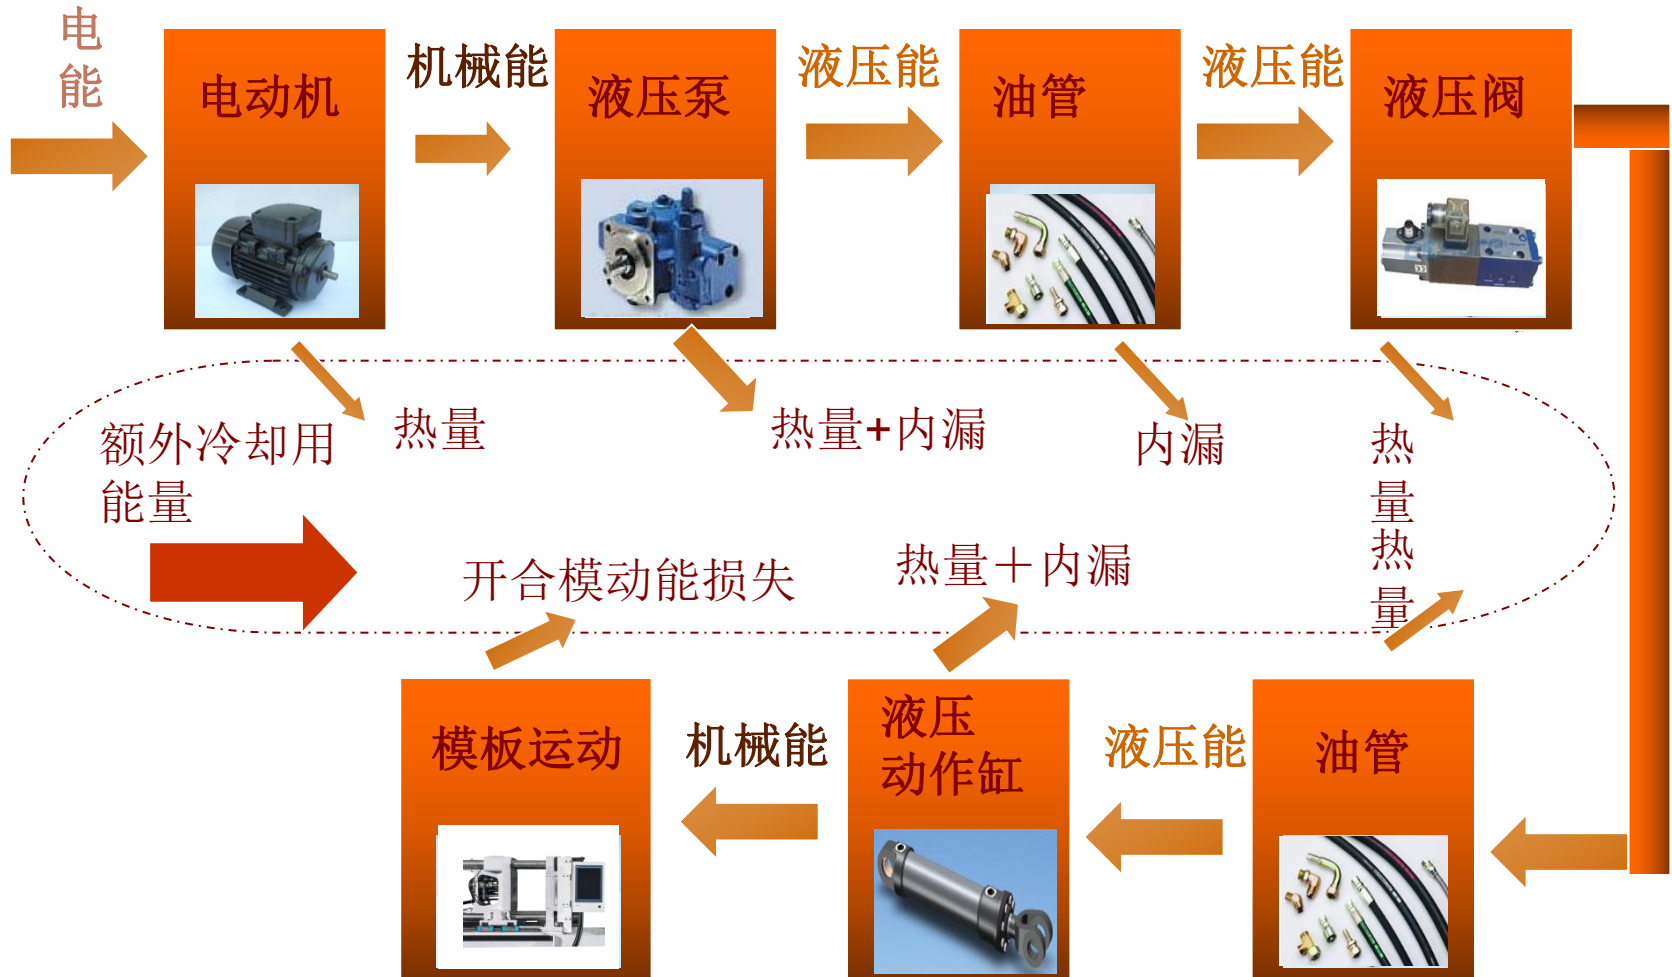 电
能
电动机
机械能
液压泵
液压能
油管
液压能
液压阀
热量
热量+内漏
内漏
热
量
热
量
额外冷却用
能量
开合模动能损失
热量＋内漏
模板运动
机械能
液压
动作缸
液压能
油管